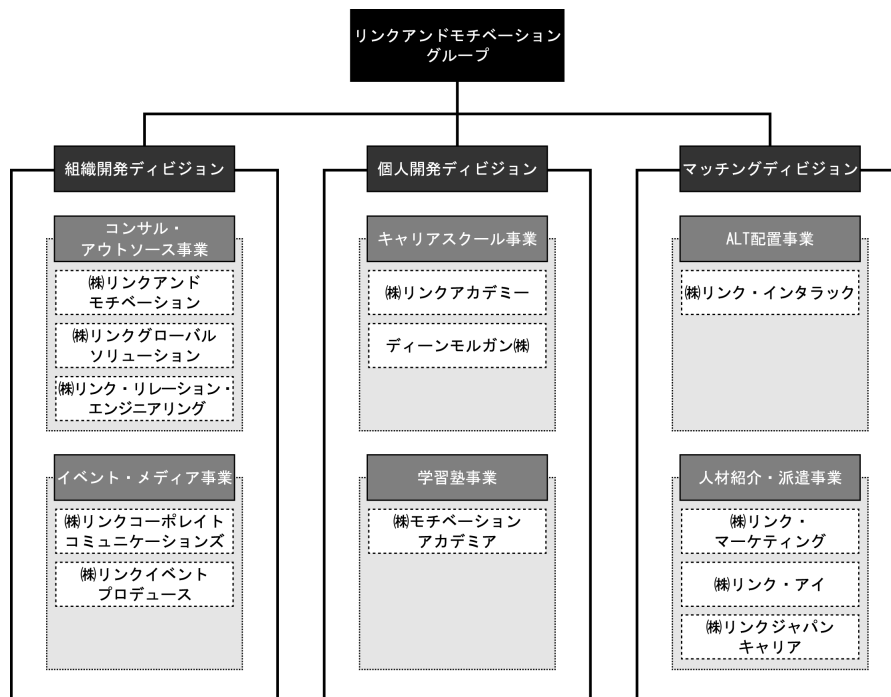 リンクアンドモチベーション
グループ
組織開発ディビジョン
コンサル・
アウトソース事業
㈱リンクアンド
モチベーション
㈱リンクグローバル
ソリューション
㈱リンク・リレーション・
エンジニアリング
イベント・メディア事業
㈱リンクコーポレイト
コミュニケーションズ
㈱リンクイベント
プロデュース
個人開発ディビジョン
キャリアスクール事業
㈱リンクアカデミー
ディーンモルガン㈱
学習塾事業
㈱モチベーション
アカデミア
マッチングディビジョン
ALT配置事業
㈱リンク・インタラック
人材紹介・派遣事業
㈱リンク・
マーケティング
㈱リンク・アイ
㈱リンクジャパン
キャリア